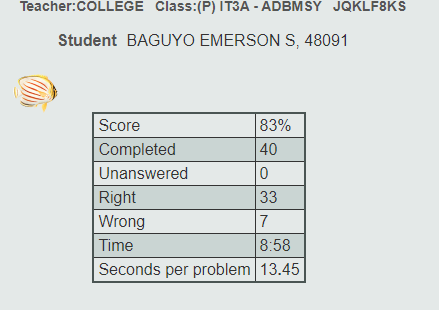 Teacher:COLLEGE Class:(P) IT3A - ADBMSY JQKLF8KS
Student BAGUYO EMERSON S, 48091
Score 83%
Completed 40
Unanswered 0
Right 33
Wrong 7
Time 8:58
Seconds per problem 13.45